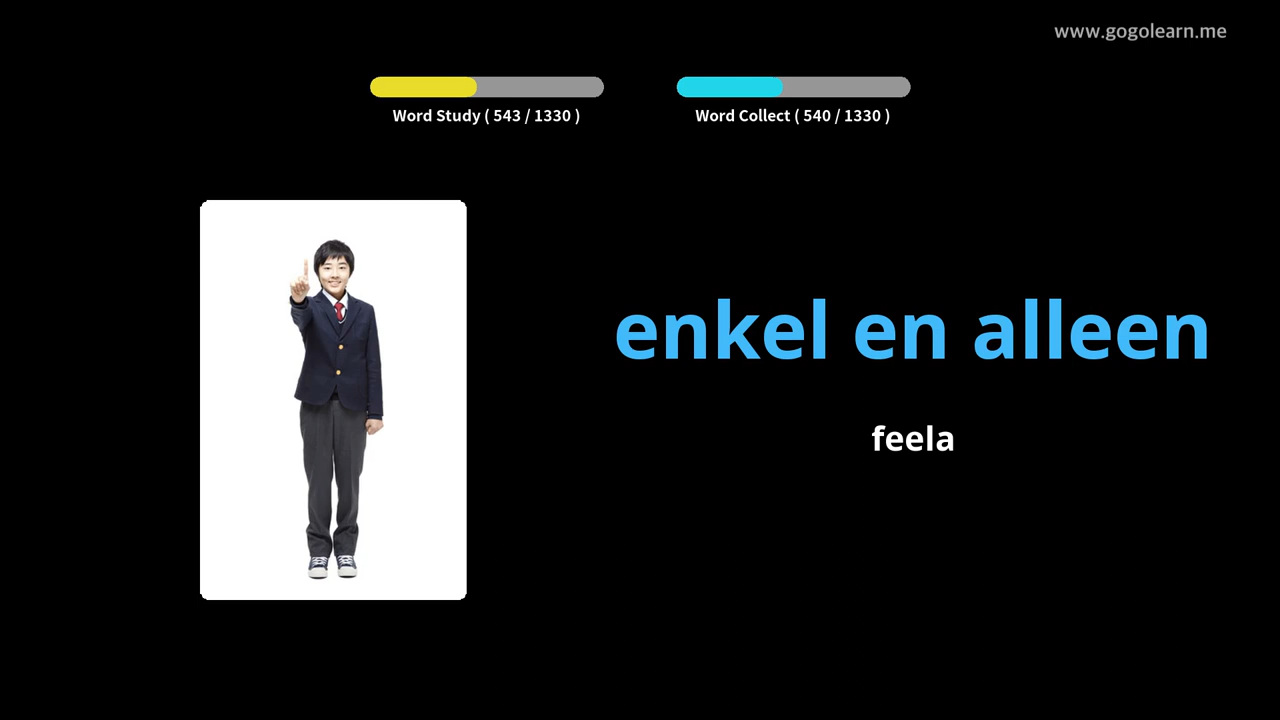 www.gogolearn.me
Word Study ( 543 / 1330 )
Word Collect ( 540 / 1330 )
enkel en alleen
feela